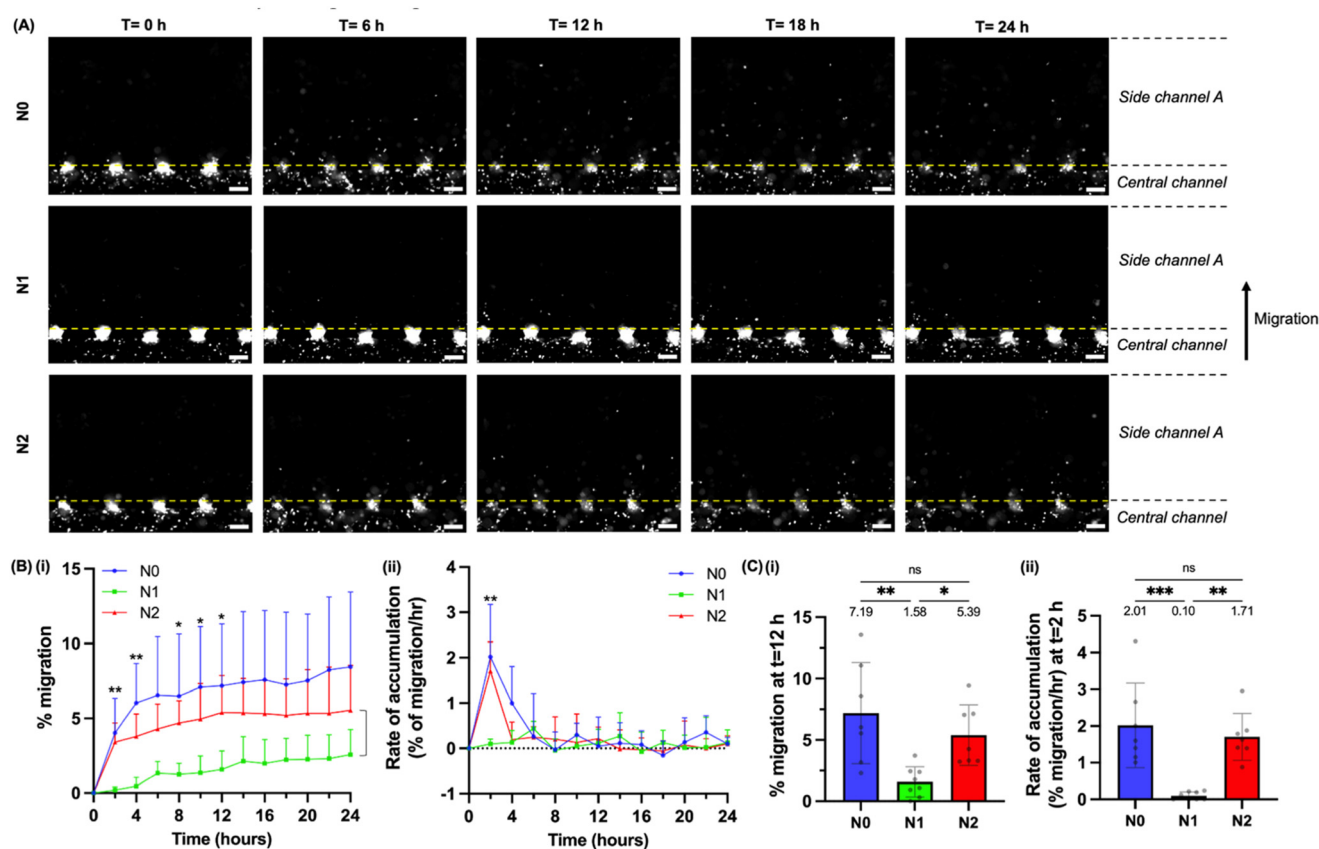 (A)
T= 0 h
T= 6 h
T= 12 h
T= 18 h
T= 24 h
N0
Side channel A
Central channel
N1
Side channel A
Central channel
Migration
N2
Side channel A
Central channel
(B) (i)
15
10
5
0
% migration
N0
N1
N2
**
**
*
*
*
0 4 8 12 16 20 24
Time (hours)
(ii)
4
3
2
1
0
-1
Rate of accumulation
(% of migration/hr)
N0
N1
N2
**
0 4 8 12 16 20 24
Time (hours)
(C) (i)
ns
** *
7.19 1.58 5.39
15
10
5
0
% migration at t=12 h
N0 N1 N2
(ii)
ns
*** **
2.01 0.10 1.71
5
4
3
2
1
0
Rate of accumulation
(% migration/hr) at t=2 h
N0 N1 N2